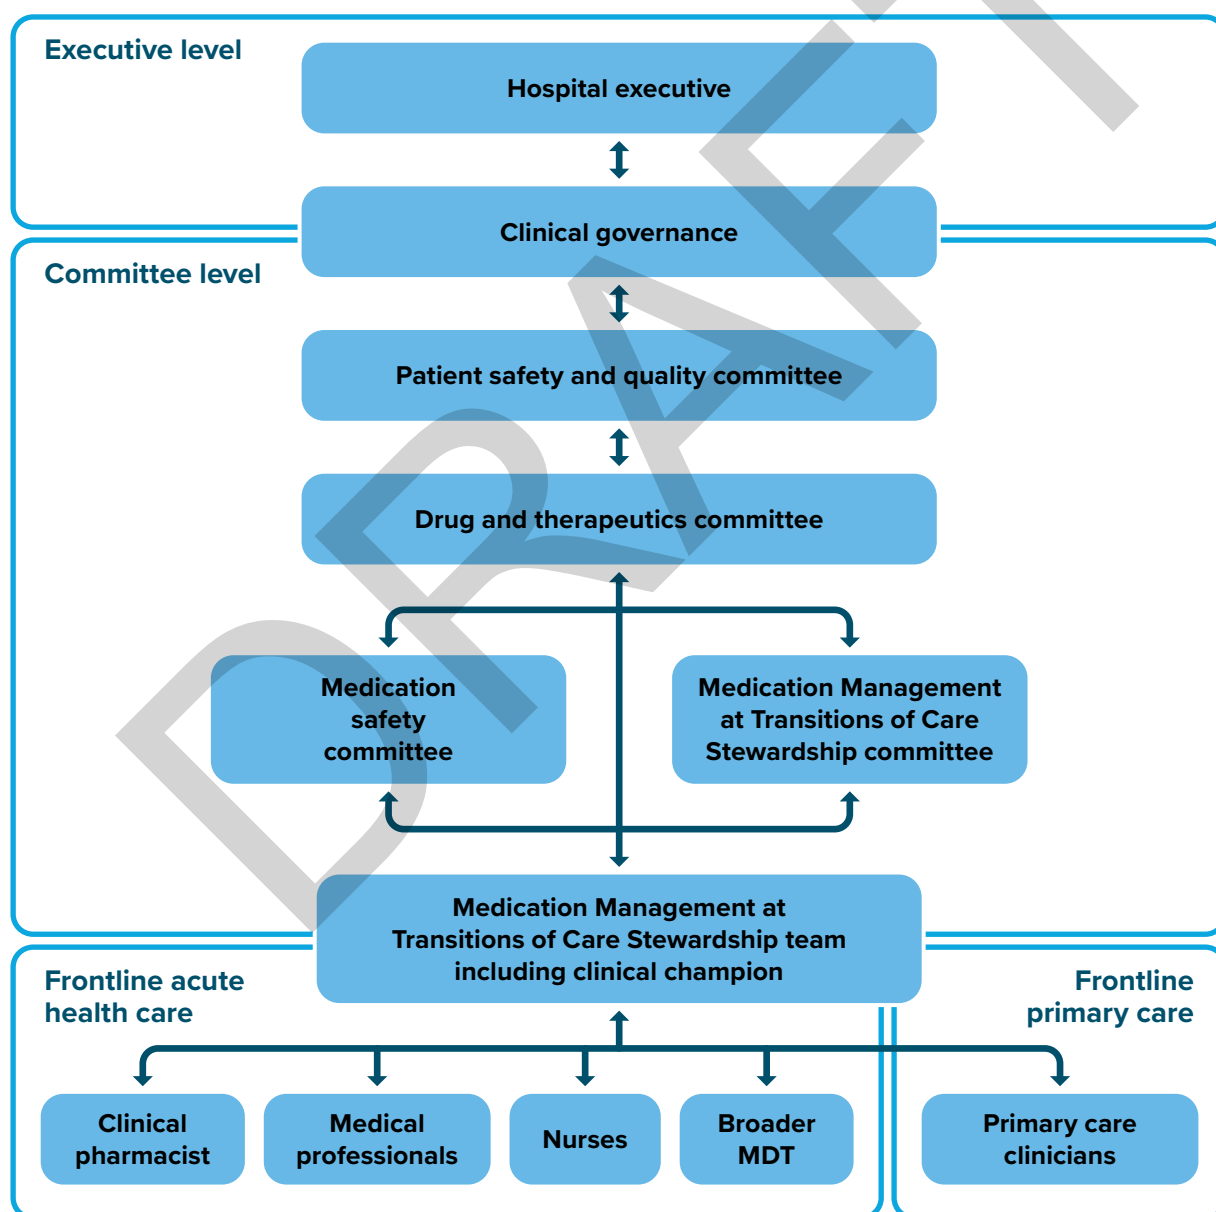 Executive level
Hospital executive
Clinical governance
Committee level
Patient safety and quality committee
Drug and therapeutics committee
Medication
safety
committee
Medication Management
at Transitions of Care
Stewardship committee
Medication Management at
Transitions of Care Stewardship team
including clinical champion
Frontline acute
health care
Frontline
primary care
Clinical
pharmacist
Medical
professionals
Nurses
Broader
MDT
Primary care
clinicians
DRAFT